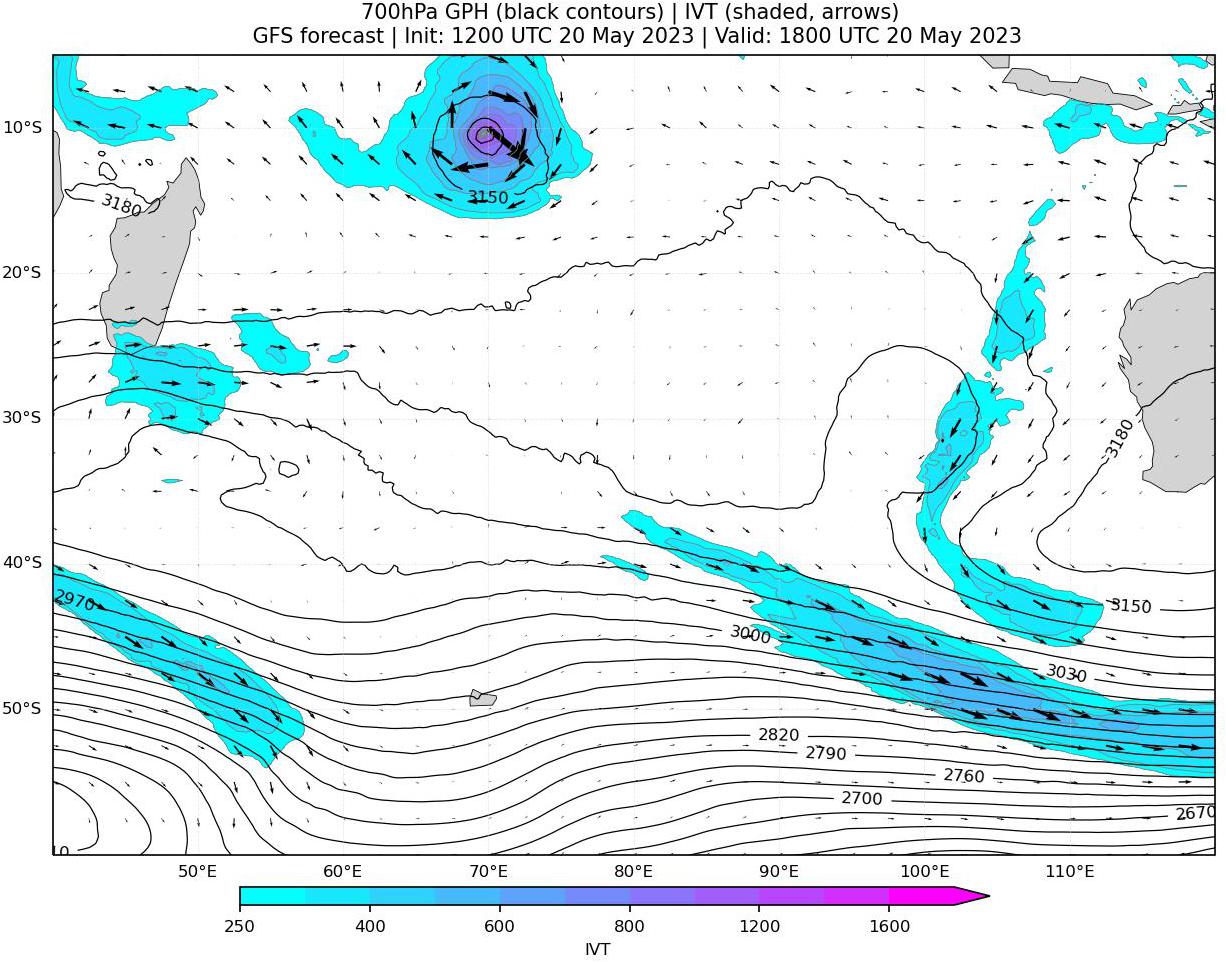 700hPa GPH (black contours) | IVT (shaded, arrows)
GFS forecast | Init: 1200 UTC 20 May 2023 | Valid: 1800 UTC 20 May 2023
10°S
3180
3150
20°S
30°S
3180
40°S
2970
3150
3000
3030
50°S
2820
2790
2760
2700
2670
50°E 60°E 70°E 80°E 90°E 100°E 110°E
250 400 600 800 1200 1600
IVT